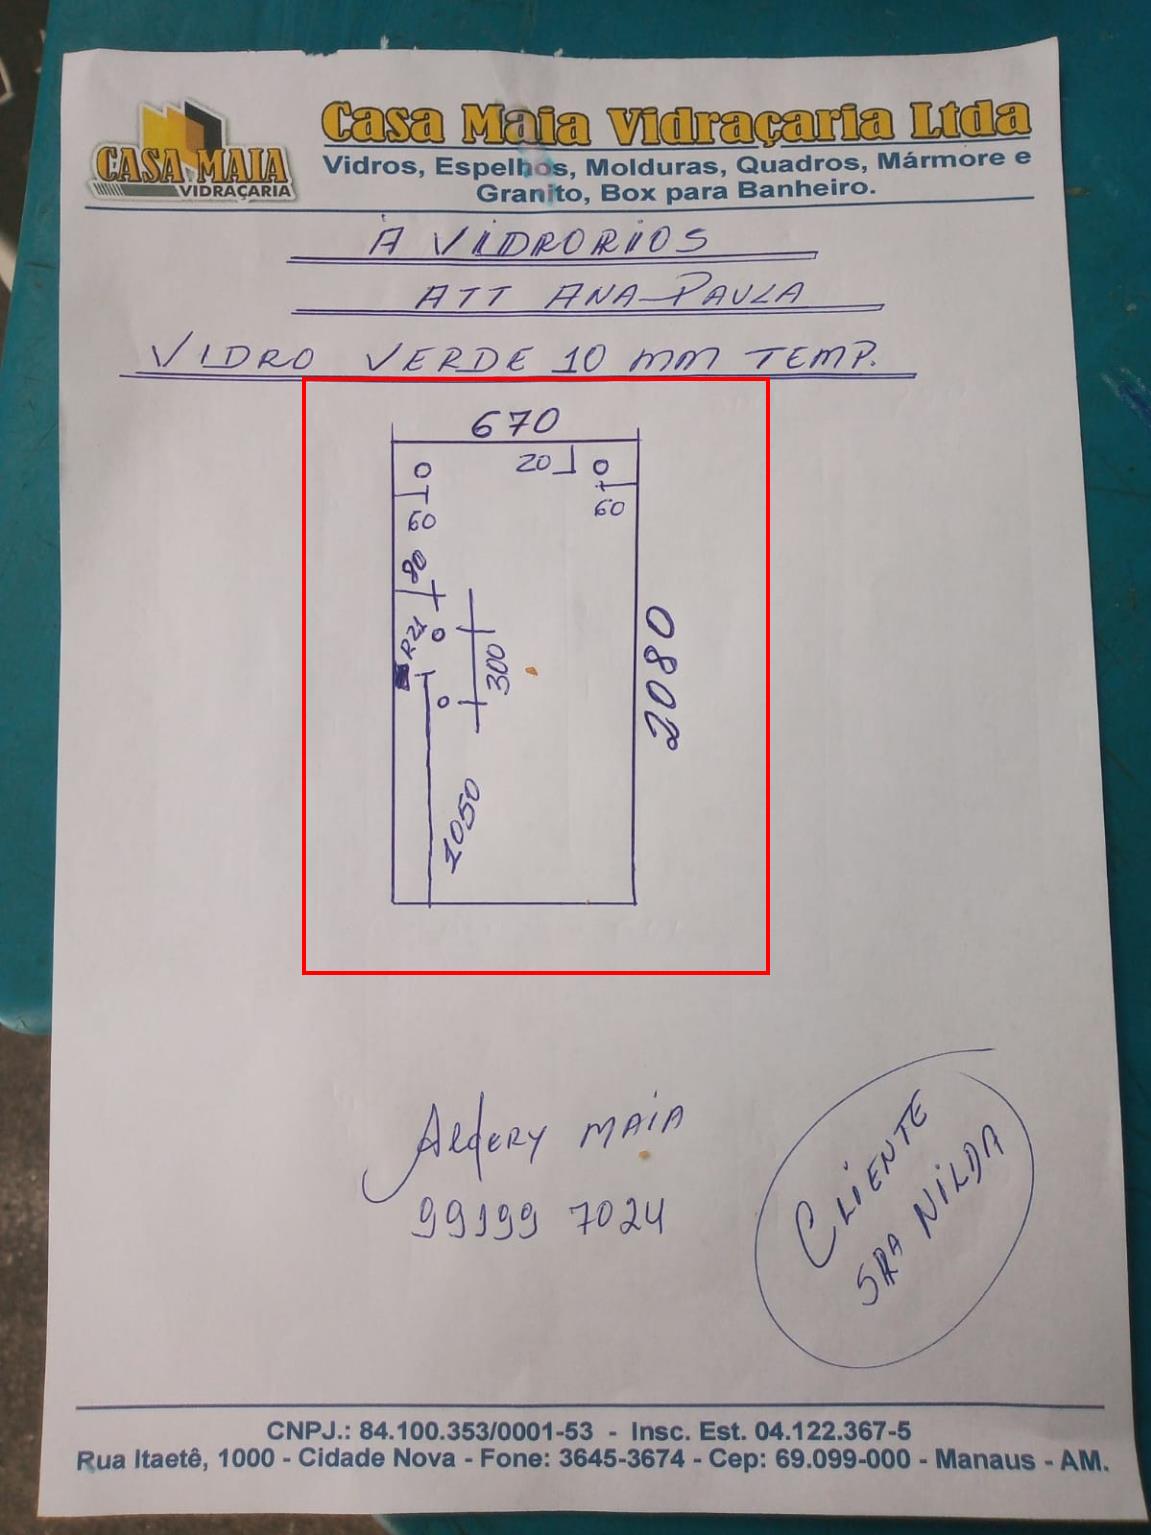 CASA MAIA
VIDRAÇARIA
Casa Maia Vidraçaria Ltda
Vidros, Espelhos, Molduras, Quadros, Mármore e
Granito, Box para Banheiro.
À VIDRORIOS
ATT ANA PAULA
VIDRO VERDE 10 mm TEMP.
670
20
60
60
80
R21
300
2080
1050
Aldery MAIA
99199 7024
CLIENTE
SRA NILDA
CNPJ.: 84.100.353/0001-53 - Insc. Est. 04.122.367-5
Rua Itaetê, 1000 - Cidade Nova - Fone: 3645-3674 - Cep: 69.099-000 - Manaus - AM.